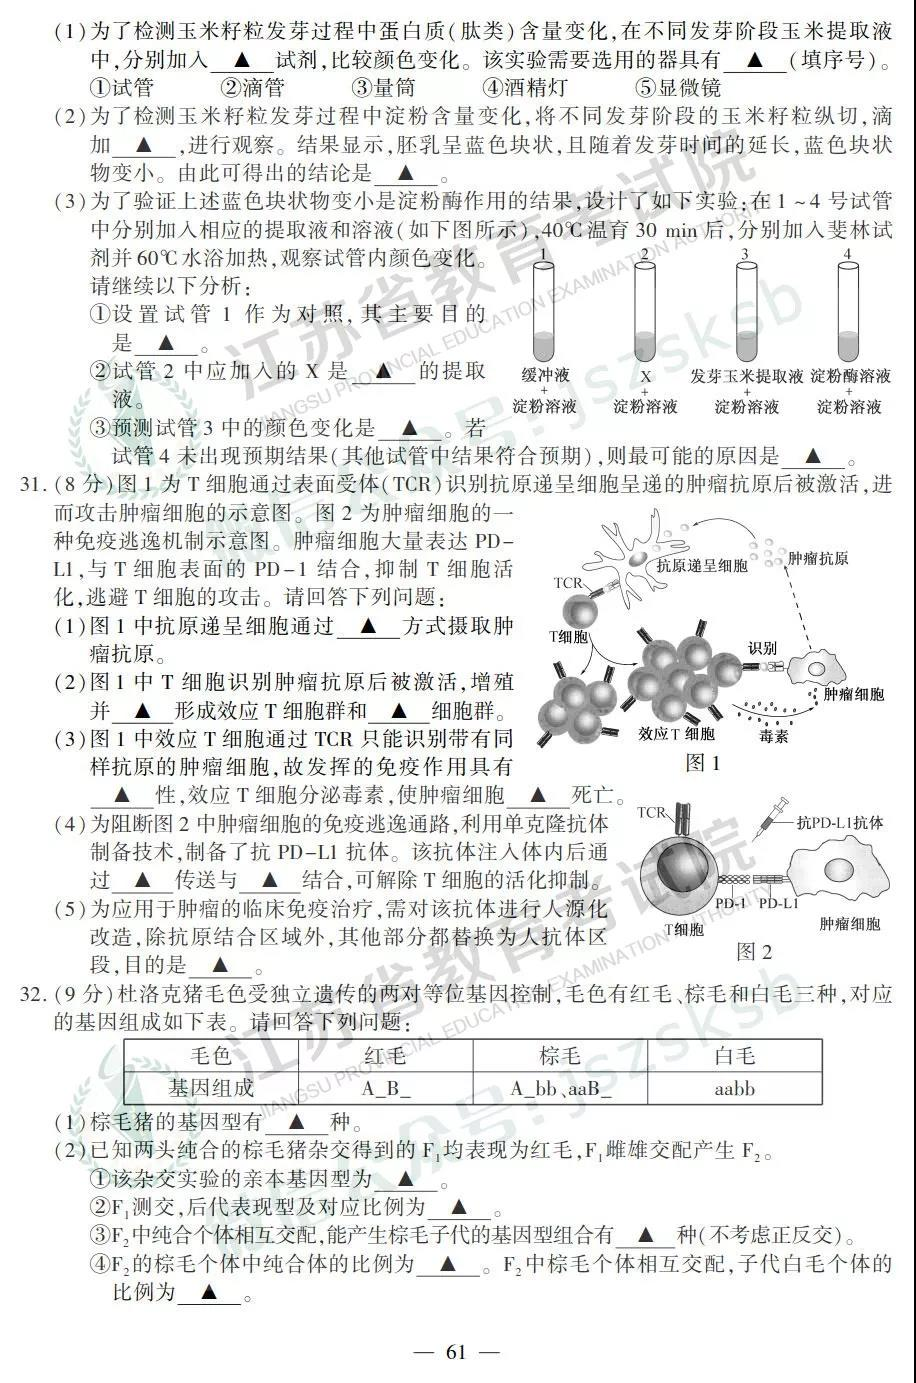 (1)为了检测玉米籽粒发芽过程中蛋白质(肽类)含量变化,在不同发芽阶段玉米提取液
中,分别加入 ▲ 试剂,比较颜色变化。该实验需要选用的器具有 ▲ (填序号)。
①试管 ②滴管 ③量筒 ④酒精灯 ⑤显微镜
(2)为了检测玉米籽粒发芽过程中淀粉含量变化,将不同发芽阶段的玉米籽粒纵切,滴
加 ▲ ,进行观察。结果显示,胚乳呈蓝色块状,且随着发芽时间的延长,蓝色块状
物变小。由此可得出的结论是 ▲ 。
(3)为了验证上述蓝色块状物变小是淀粉酶作用的结果,设计了如下实验:在1~4号试管
中分别加入相应的提取液和溶液(如下图所示),40℃温育30 min后,分别加入斐林试
剂并60℃水浴加热,观察试管内颜色变化。
请继续以下分析:
①设置试管1作为对照,其主要目的
是 ▲ 。
②试管2中应加入的X是 ▲ 的提取
液。
③预测试管3中的颜色变化是 ▲ 。若
试管4未出现预期结果(其他试管中结果符合预期),则最可能的原因是 ▲ 。
1 2 3 4
缓冲液 X 发芽玉米提取液 淀粉酶溶液
+ + + +
淀粉溶液 淀粉溶液 淀粉溶液 淀粉溶液
31.(8分)图1为T细胞通过表面受体(TCR)识别抗原递呈细胞呈递的肿瘤抗原后被激活,进
而攻击肿瘤细胞的示意图。图2为肿瘤细胞的一
种免疫逃逸机制示意图。肿瘤细胞大量表达PD-
L1,与T细胞表面的PD-1结合,抑制T细胞活
化,逃避T细胞的攻击。请回答下列问题:
(1)图1中抗原递呈细胞通过 ▲ 方式摄取肿
瘤抗原。
(2)图1中T细胞识别肿瘤抗原后被激活,增殖
并 ▲ 形成效应T细胞群和 ▲ 细胞群。
(3)图1中效应T细胞通过TCR只能识别带有同
样抗原的肿瘤细胞,故发挥的免疫作用具有
▲ 性,效应T细胞分泌毒素,使肿瘤细胞 ▲ 死亡。
(4)为阻断图2中肿瘤细胞的免疫逃逸通路,利用单克隆抗体
制备技术,制备了抗PD-L1抗体。该抗体注入体内后通
过 ▲ 传送与 ▲ 结合,可解除T细胞的活化抑制。
(5)为应用于肿瘤的临床免疫治疗,需对该抗体进行人源化
改造,除抗原结合区域外,其他部分都替换为人抗体区
段,目的是 ▲ 。
抗原递呈细胞
肿瘤抗原
TCR
T细胞
识别
肿瘤细胞
效应T细胞
毒素
图1
TCR
抗PD-L1抗体
PD-1 PD-L1
T细胞
肿瘤细胞
图2
32.(9分)杜洛克猪毛色受独立遗传的两对等位基因控制,毛色有红毛、棕毛和白毛三种,对应
的基因组成如下表。请回答下列问题:
毛色 红毛 棕毛 白毛
基因组成 A_B_ A_bb、aaB_ aabb
(1)棕毛猪的基因型有 ▲ 种。
(2)已知两头纯合的棕毛猪杂交得到的F₁均表现为红毛,F₁雌雄交配产生F₂。
①该杂交实验的亲本基因型为 ▲ 。
②F₁测交,后代表现型及对应比例为 ▲ 。
③F₂中纯合个体相互交配,能产生棕毛子代的基因型组合有 ▲ 种(不考虑正反交)。
④F₂的棕毛个体中纯合体的比例为 ▲ 。F₂中棕毛个体相互交配,子代白毛个体的
比例为 ▲ 。
— 61 —
江苏省教育考试院
JIANGSU PROVINCIAL EDUCATION EXAMINATION AUTHORITY
微信公众号:jszsksb
江苏省教育考试院
JIANGSU PROVINCIAL EDUCATION EXAMINATION AUTHORITY
微信公众号:jszsksb